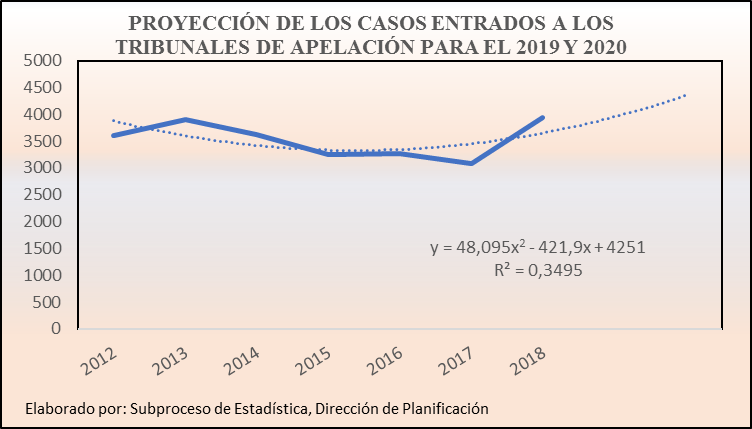 PROYECCIÓN DE LOS CASOS ENTRADOS A LOS
TRIBUNALES DE APELACIÓN PARA EL 2019 Y 2020
5000
4500
4000
3500
3000
2500
2000
1500
1000
500
0
y = 48,095x² - 421,9x + 4251
R² = 0,3495
2012 2013 2014 2015 2016 2017 2018
Elaborado por: Subproceso de Estadística, Dirección de Planificación